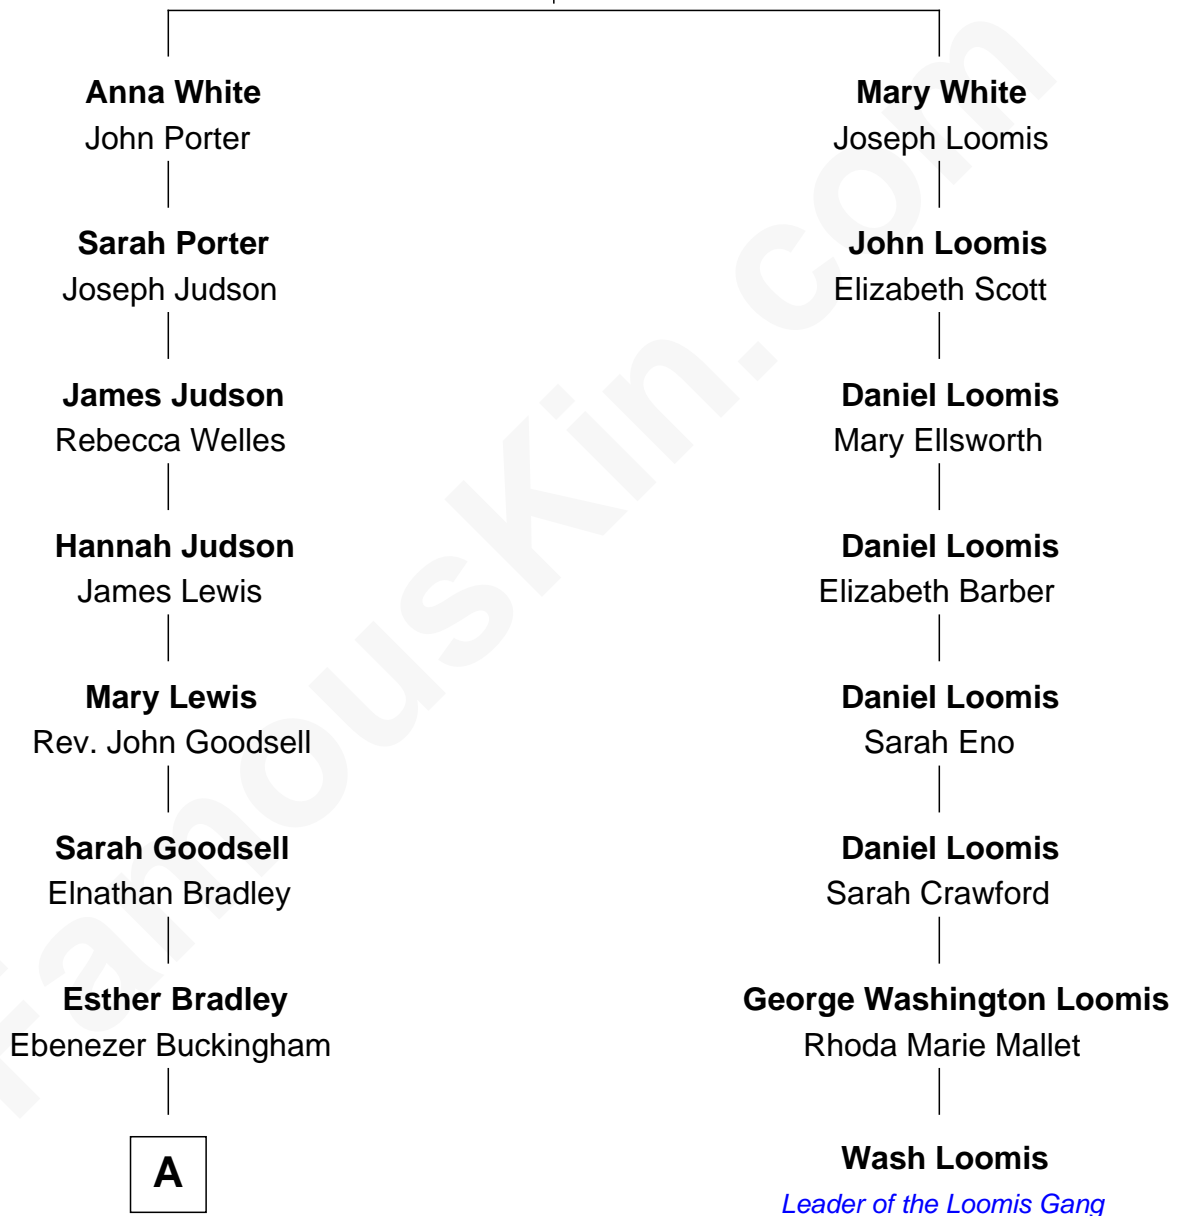 Anna White
John Porter
Sarah Porter
Joseph Judson
James Judson
Rebecca Welles
Hannah Judson
James Lewis
Mary Lewis
Rev. John Goodsell
Sarah Goodsell
Elnathan Bradley
Esther Bradley
Ebenezer Buckingham
A
Mary White
Joseph Loomis
John Loomis
Elizabeth Scott
Daniel Loomis
Mary Ellsworth
Daniel Loomis
Elizabeth Barber
Daniel Loomis
Sarah Eno
Daniel Loomis
Sarah Crawford
George Washington Loomis
Rhoda Marie Mallet
Wash Loomis
Leader of the Loomis Gang
FamousKin.com